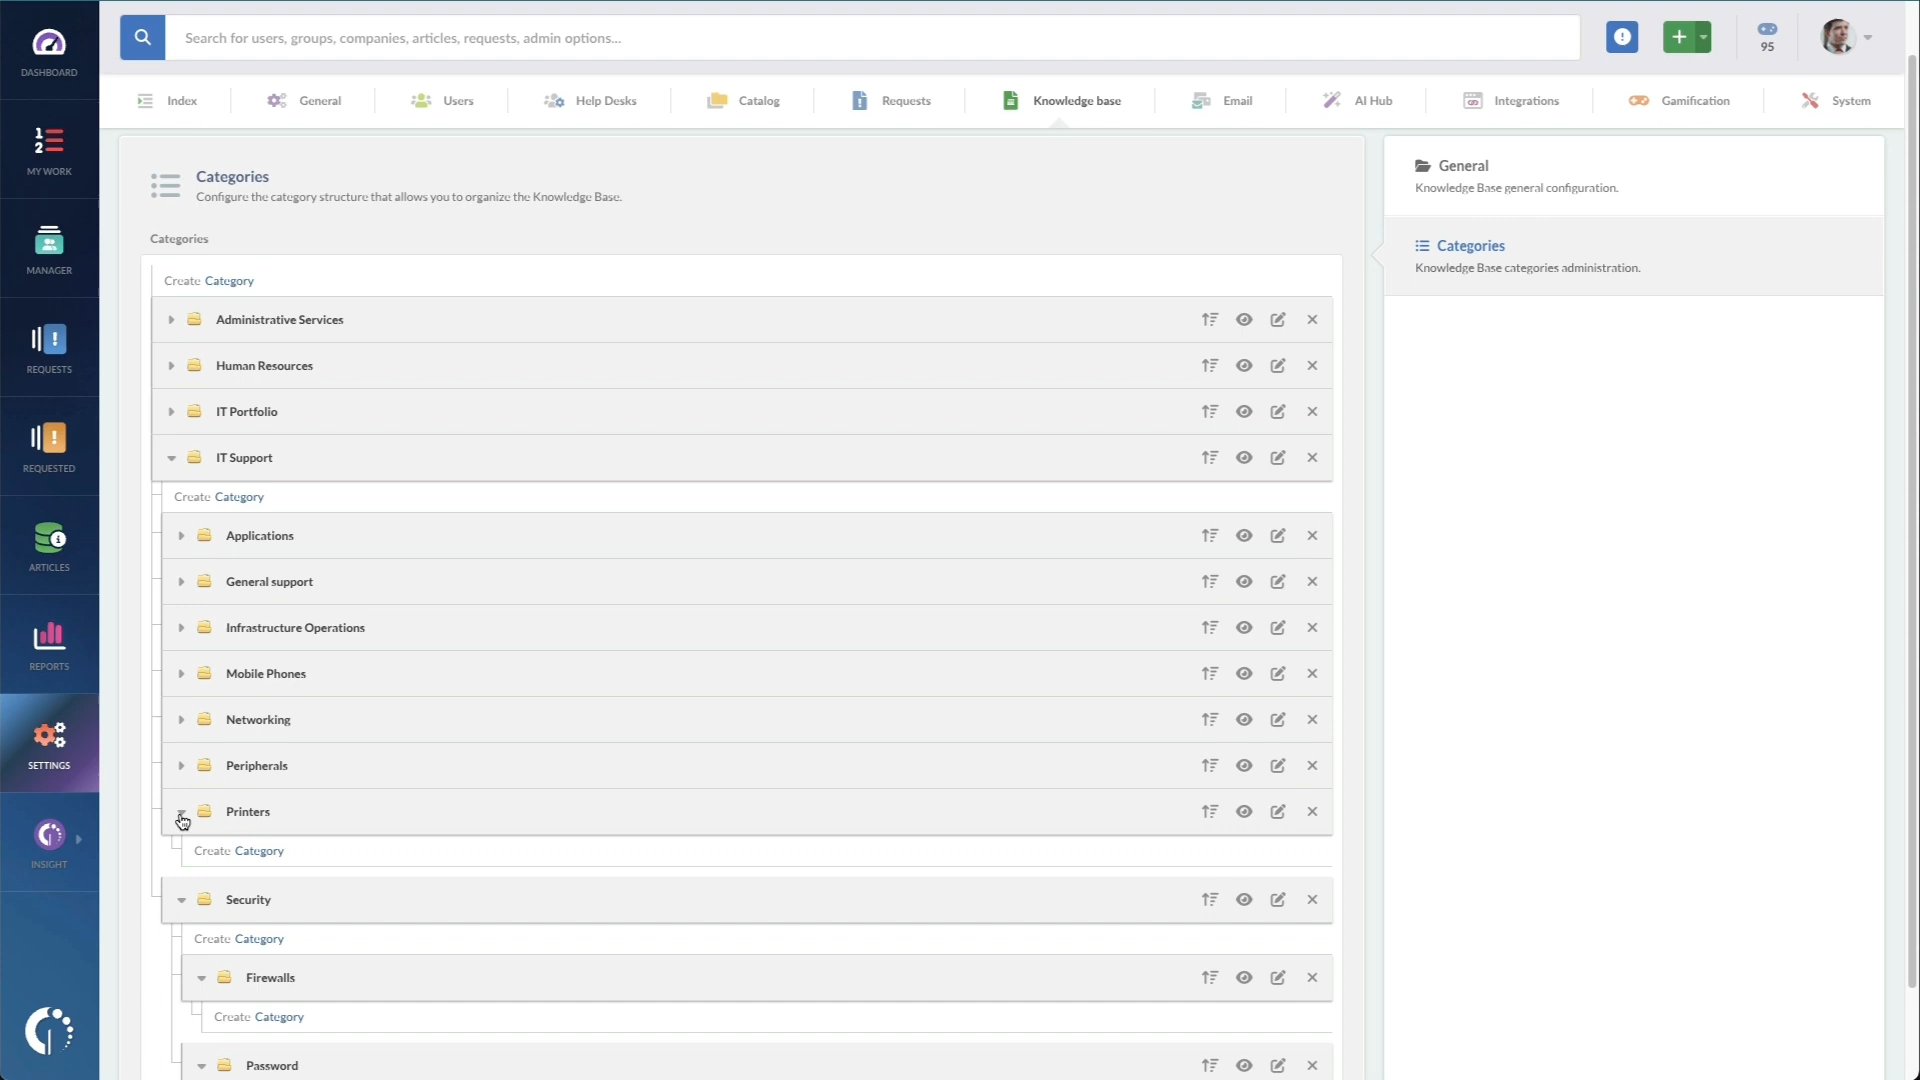 DASHBOARD
MY WORK
MANAGER
REQUESTS
REQUESTED
ARTICLES
REPORTS
SETTINGS
INSIGHT
Search for users, groups, companies, articles, requests, admin options...
95
Index
General
Users
Help Desks
Catalog
Requests
Knowledge base
Email
AI Hub
Integrations
Gamification
System
Categories
Configure the category structure that allows you to organize the Knowledge Base.
Categories
Create Category
Administrative Services
Human Resources
IT Portfolio
IT Support
Create Category
Applications
General support
Infrastructure Operations
Mobile Phones
Networking
Peripherals
Printers
Create Category
Security
Create Category
Firewalls
Create Category
Password
General
Knowledge Base general configuration.
Categories
Knowledge Base categories administration.